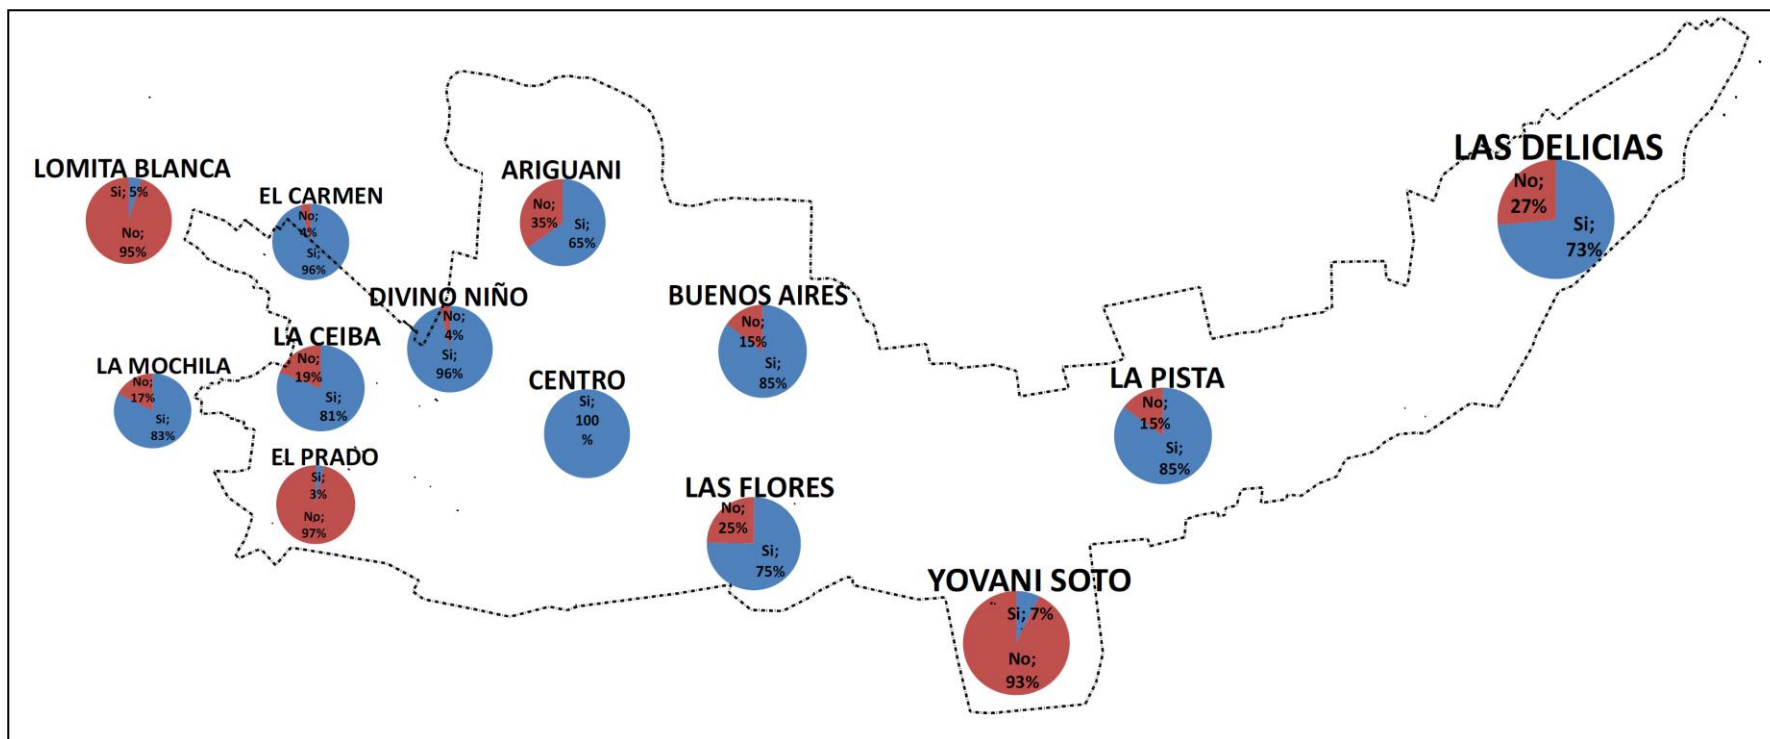 LOMITA BLANCA
Si; 5%
No;
95%
EL CARMEN
No;
4%
Si;
96%
ARIGUANI
No;
35%
Si;
65%
LAS DELICIAS
No;
27%
Si;
73%
DIVINO NIÑO
No;
4%
Si;
96%
BUENOS AIRES
No;
15%
Si;
85%
LA CEIBA
No;
19%
Si;
81%
LA MOCHILA
No;
17%
Si;
83%
CENTRO
Si;
100
%
LA PISTA
No;
15%
Si;
85%
EL PRADO
Si;
3%
No;
97%
LAS FLORES
No;
25%
Si;
75%
YOVANI SOTO
Si; 7%
No;
93%